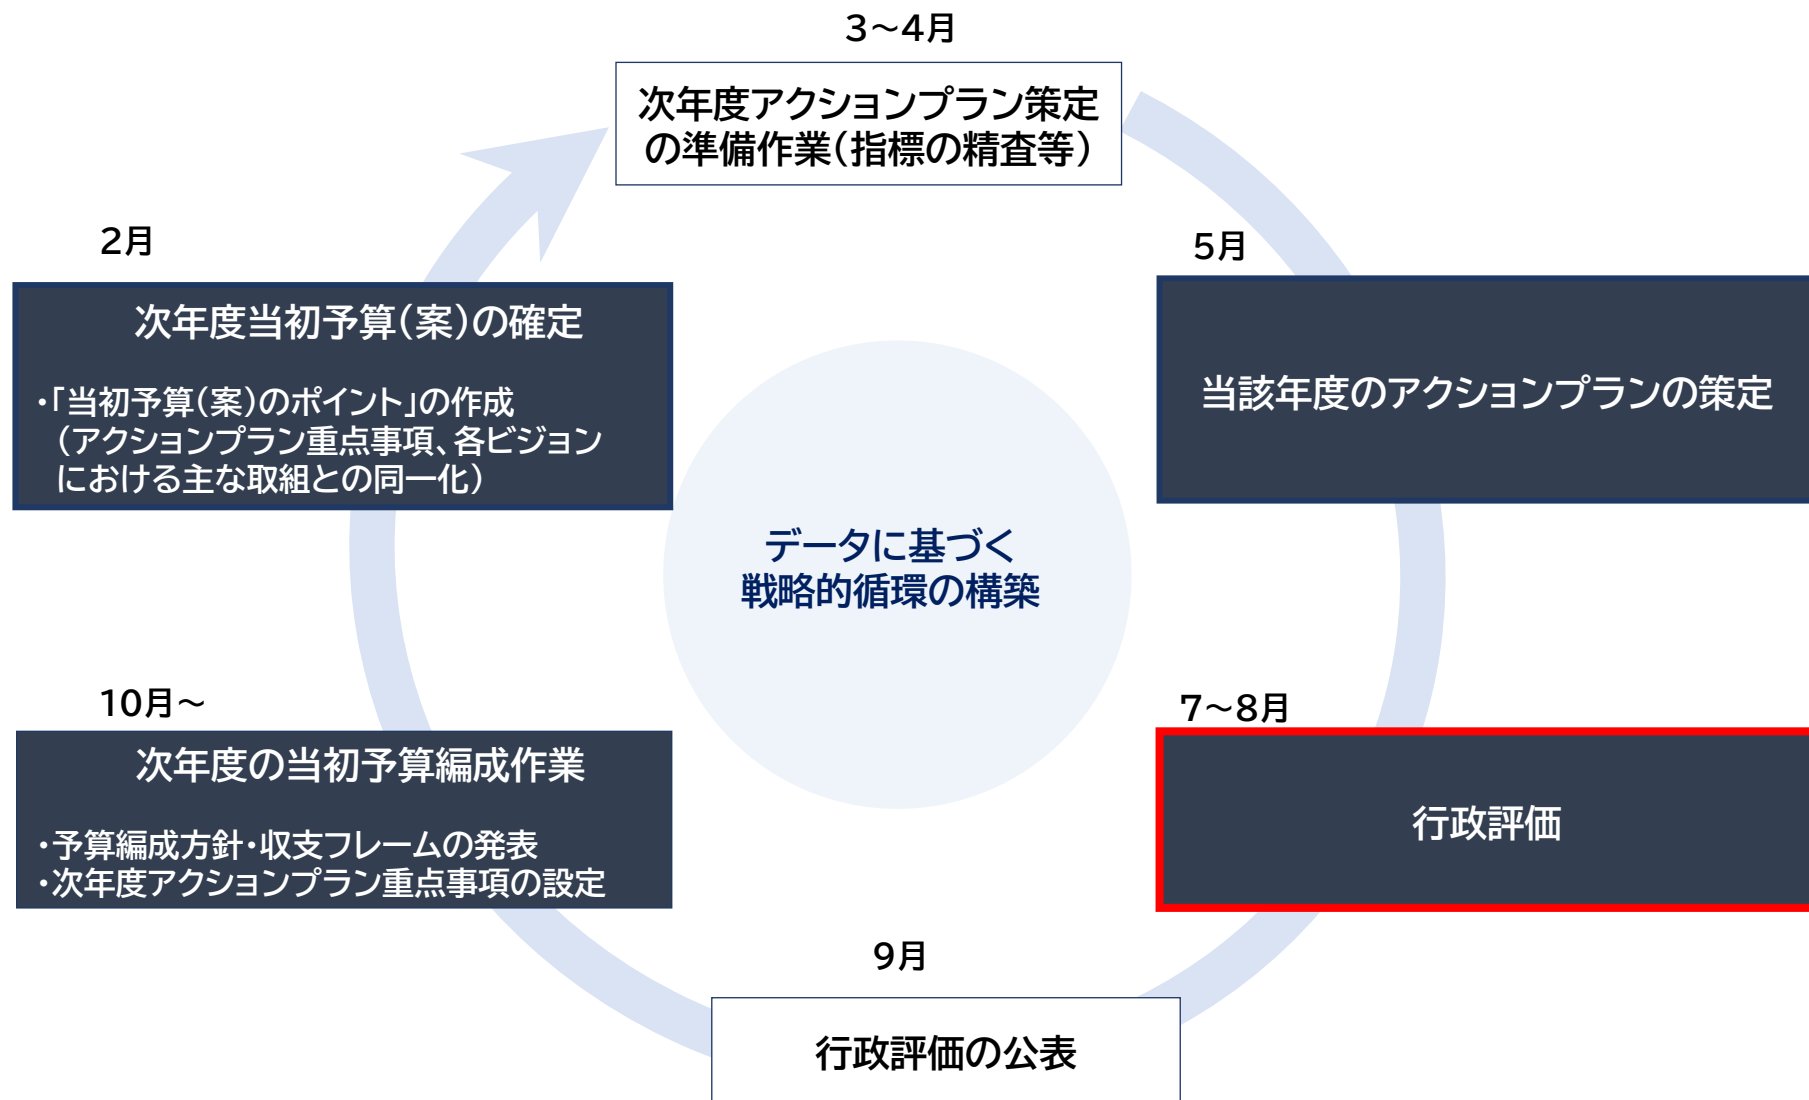 3～4月
次年度アクションプラン策定
の準備作業（指標の精査等）
5月
当該年度のアクションプランの策定
7～8月
行政評価
9月
行政評価の公表
10月～
次年度の当初予算編成作業
・予算編成方針・収支フレームの発表
・次年度アクションプラン重点事項の設定
2月
次年度当初予算（案）の確定
・「当初予算（案）のポイント」の作成
（アクションプラン重点事項、各ビジョン
における主な取組との同一化）
データに基づく
戦略的循環の構築